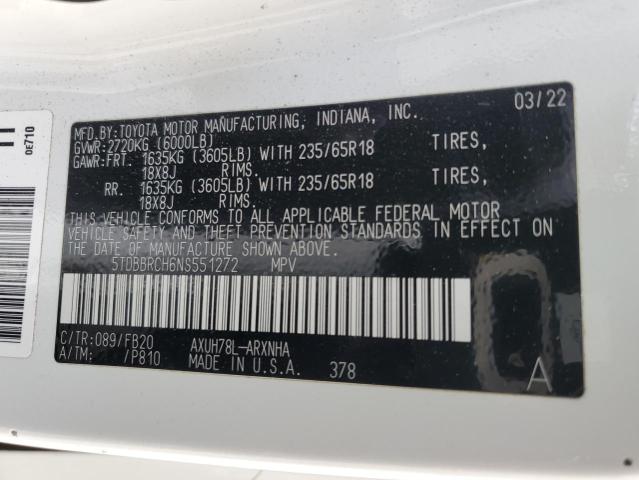 03/22
MFD.BY:TOYOTA MOTOR MANUFACTURING, INDIANA, INC.
GVWR:2720KG (6000LB)
GAWR:FRT. 1635KG (3605LB) WITH 235/65R18 TIRES,
18X8J RIMS.
RR. 1635KG (3605LB) WITH 235/65R18 TIRES,
18X8J RIMS.
THIS VEHICLE CONFORMS TO ALL APPLICABLE FEDERAL MOTOR
VEHICLE SAFETY AND THEFT PREVENTION STANDARDS IN EFFECT ON
THE DATE OF MANUFACTURE SHOWN ABOVE.
5TDBBRCH6NS551272 MPV
C/TR:089/FB20 AXUH78L-ARXNHA
A/TM: /P810 MADE IN U.S.A. 378
A
0E710